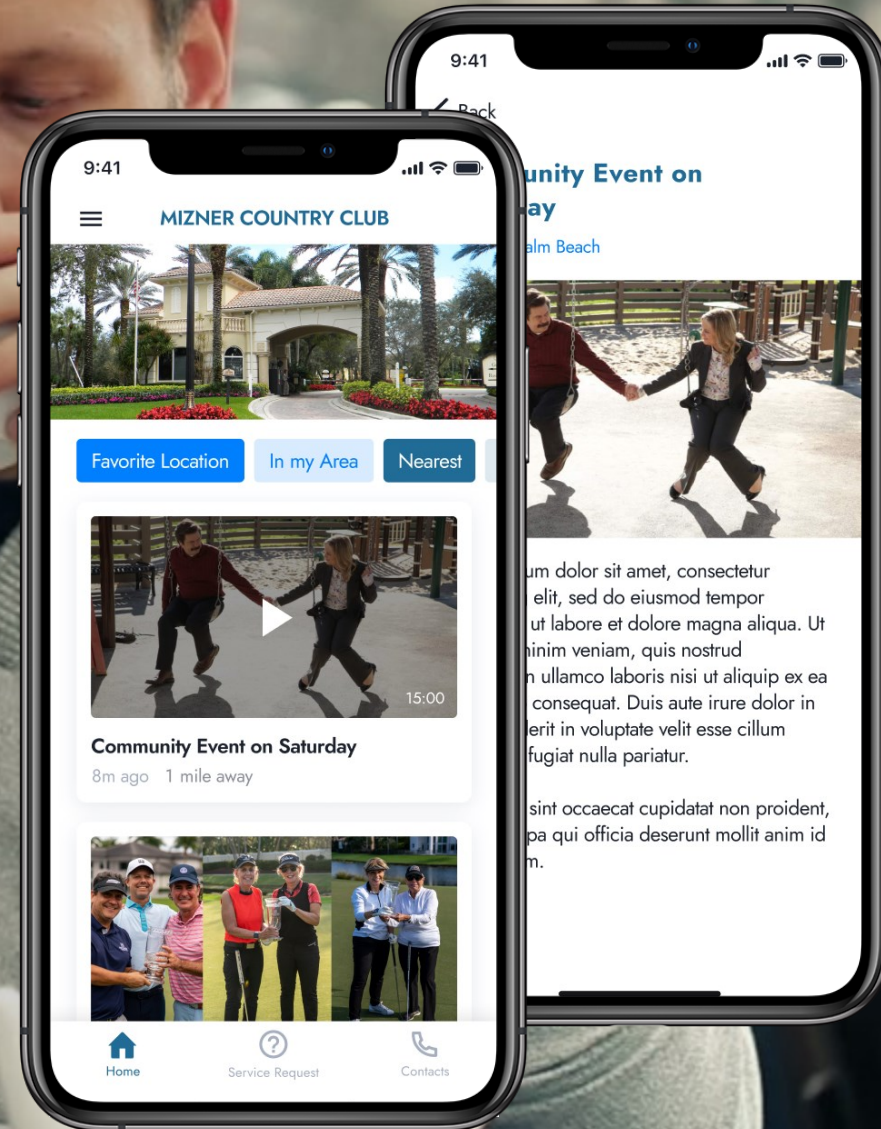 9:41
MIZNER COUNTRY CLUB
Favorite Location
In my Area
Nearest
15:00
Community Event on Saturday
8m ago 1 mile away
Home
Service Request
Contacts
9:41
Back
unity Event on
ay
alm Beach
um dolor sit amet, consectetur
elit, sed do eiusmod tempor
ut labore et dolore magna aliqua. Ut
inim veniam, quis nostrud
n ullamco laboris nisi ut aliquip ex ea
consequat. Duis aute irure dolor in
erit in voluptate velit esse cillum
fugiat nulla pariatur.
sint occaecat cupidatat non proident,
pa qui officia deserunt mollit anim id
m.